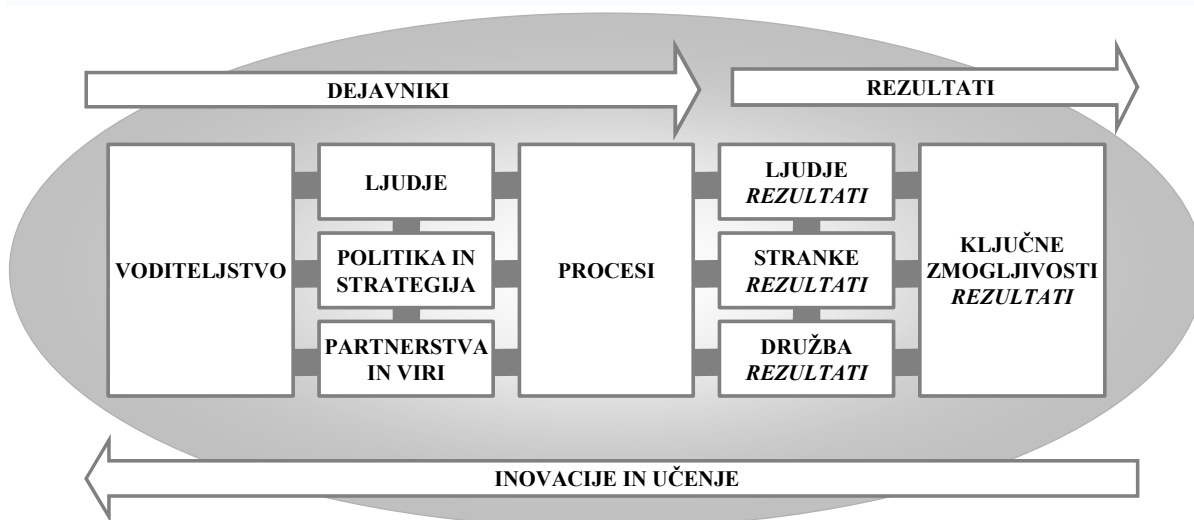 DEJAVNIKI
REZULTATI
VODITELJSTVO
LJUDJE
POLITIKA IN
STRATEGIJA
PARTNERSTVA
IN VIRI
PROCESI
LJUDJE
REZULTATI
STRANKE
REZULTATI
DRUŽBA
REZULTATI
KLJUČNE
ZMOGLJIVOSTI
REZULTATI
INOVACIJE IN UČENJE